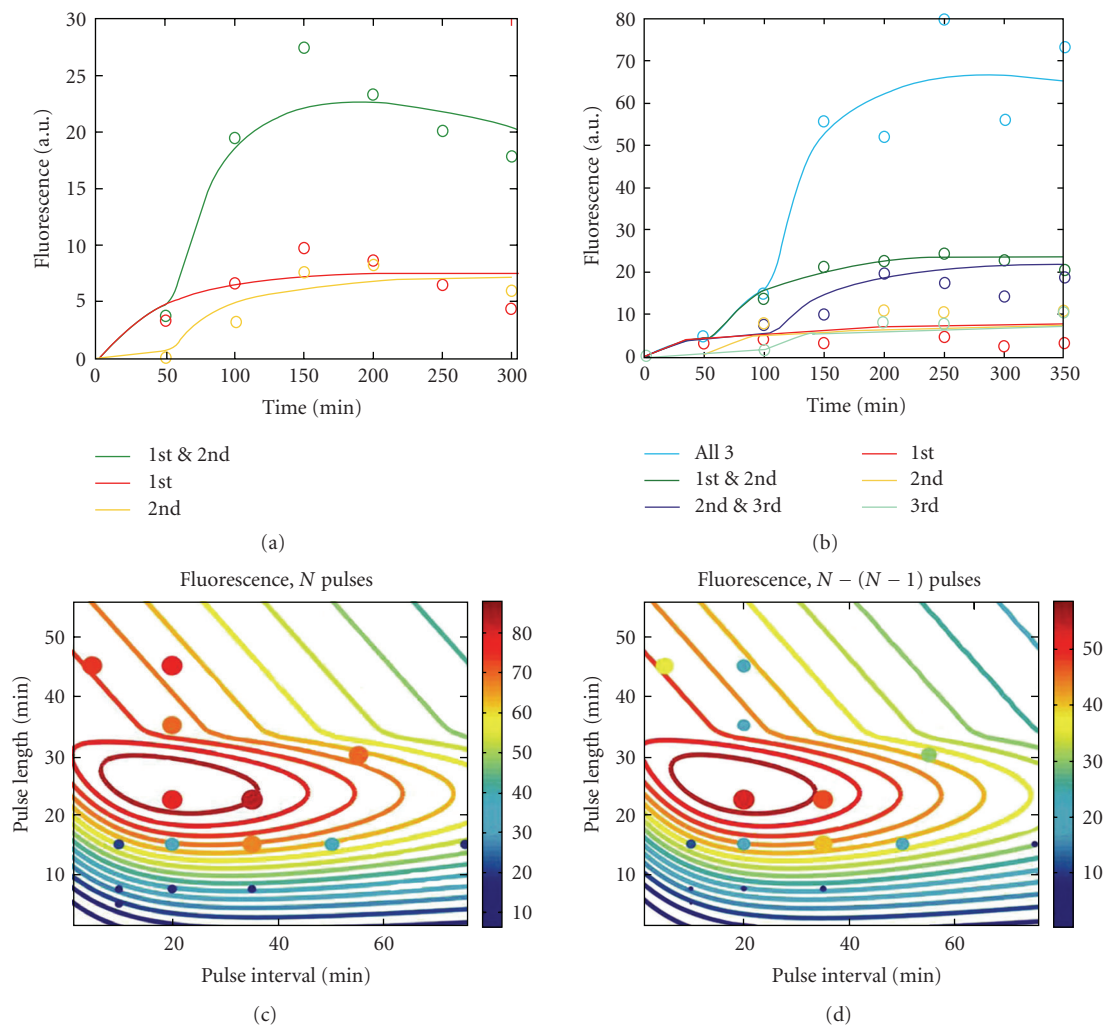 30
25
20
15
10
5
0
Fluorescence (a.u.)
0 50 100 150 200 250 300
Time (min)
1st & 2nd
1st
2nd
(a)
80
70
60
50
40
30
20
10
0
Fluorescence (a.u.)
0 50 100 150 200 250 300 350
Time (min)
All 3
1st & 2nd
2nd & 3rd
1st
2nd
3rd
(b)
Fluorescence, N pulses
50
40
30
20
10
Pulse length (min)
20 40 60
Pulse interval (min)
80
70
60
50
40
30
20
10
(c)
Fluorescence, N − (N − 1) pulses
50
40
30
20
10
Pulse length (min)
20 40 60
Pulse interval (min)
50
40
30
20
10
(d)